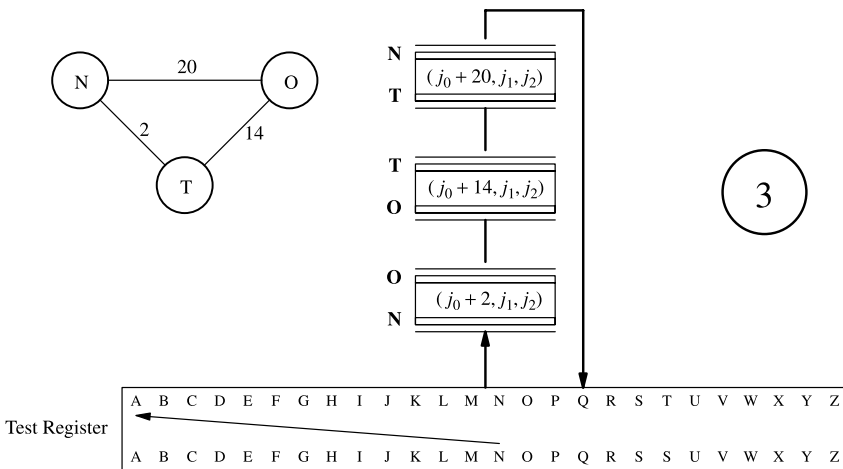 20
N O
2 14
T
N
(j₀ + 20, j₁, j₂)
T
T
(j₀ + 14, j₁, j₂)
O
3
O
(j₀ + 2, j₁, j₂)
N
A B C D E F G H I J K L M N O P Q R S T U V W X Y Z
Test Register
A B C D E F G H I J K L M N O P Q R S S U V W X Y Z